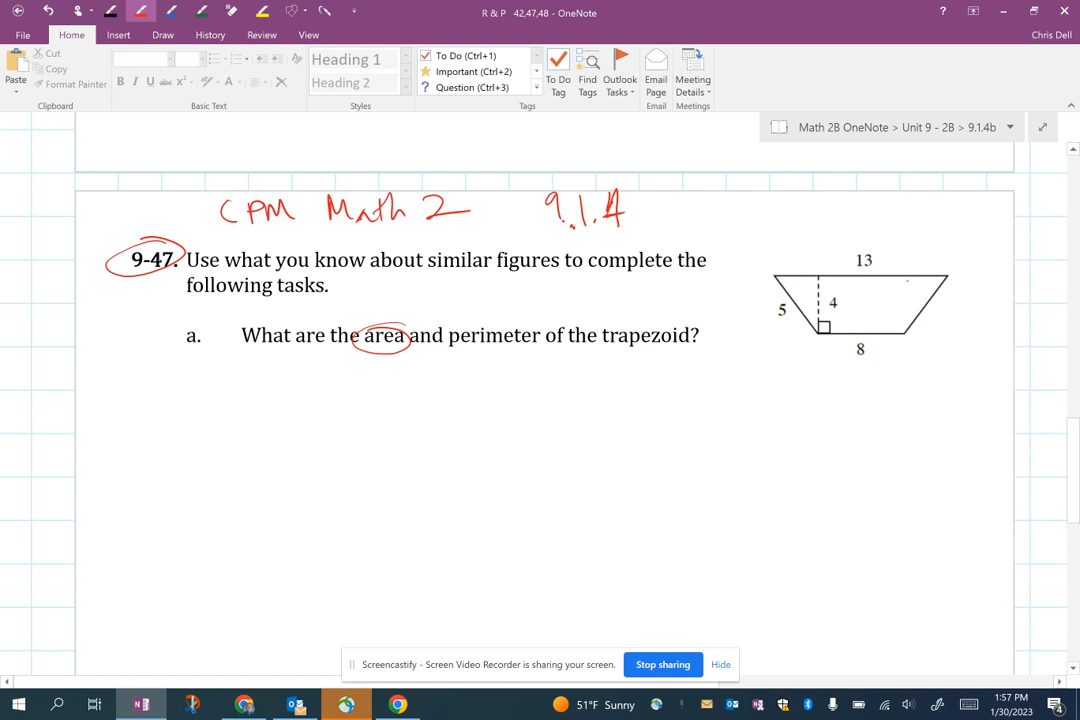 R & P 42,47,48 - OneNote
File Home Insert Draw History Review View Chris Dell
Paste Cut Copy Format Painter
B I U abc x² A
Heading 1
Heading 2
To Do (Ctrl+1)
Important (Ctrl+2)
Question (Ctrl+3)
To Do Tag
Find Tags
Outlook Tasks
Email Page
Meeting Details
Clipboard Basic Text Styles Tags Email Meetings
Math 2B OneNote > Unit 9 - 2B > 9.1.4b
CPM Math 2 9.1.4
9-47. Use what you know about similar figures to complete the
following tasks.
a. What are the area and perimeter of the trapezoid?
13
5
4
8
Screencastify - Screen Video Recorder is sharing your screen. Stop sharing Hide
51°F Sunny
1:57 PM
1/30/2023
4